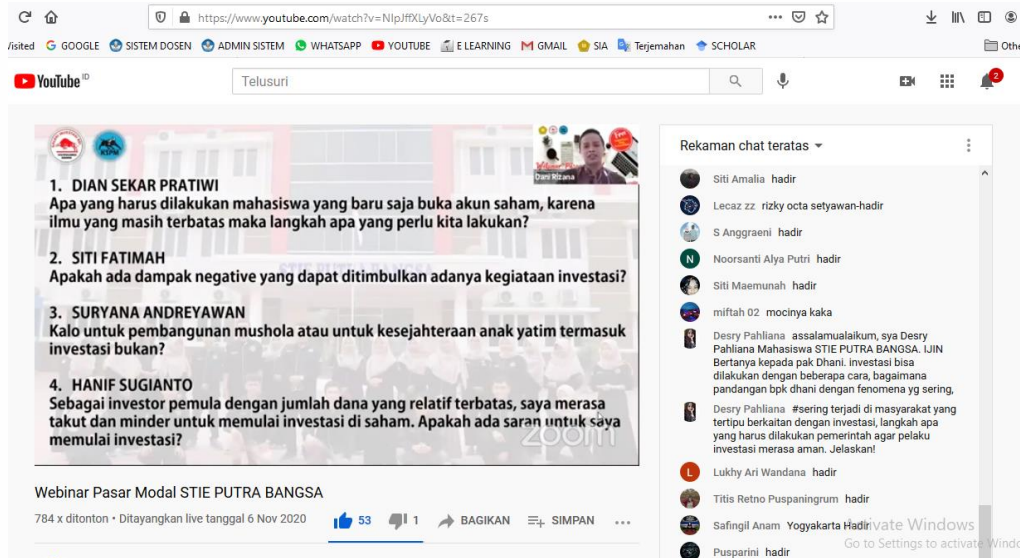 https://www.youtube.com/watch?v=NIpJffXLyVo&t=267s
isited GOOGLE SISTEM DOSEN ADMIN SISTEM WHATSAPP YOUTUBE E LEARNING GMAIL SIA Terjemahan SCHOLAR Othe
YouTube ID
Telusuri
2
KSPM
Dani Rizana
1. DIAN SEKAR PRATIWI
Apa yang harus dilakukan mahasiswa yang baru saja buka akun saham, karena
ilmu yang masih terbatas maka langkah apa yang perlu kita lakukan?
2. SITI FATIMAH
Apakah ada dampak negative yang dapat ditimbulkan adanya kegiataan investasi?
3. SURYANA ANDREYAWAN
Kalo untuk pembangunan mushola atau untuk kesejahteraan anak yatim termasuk
investasi bukan?
4. HANIF SUGIANTO
Sebagai investor pemula dengan jumlah dana yang relatif terbatas, saya merasa
takut dan minder untuk memulai investasi di saham. Apakah ada saran untuk saya
memulai investasi?
zoom
Webinar Pasar Modal STIE PUTRA BANGSA
784 x ditonton • Ditayangkan live tanggal 6 Nov 2020
53 1 BAGIKAN SIMPAN
Rekaman chat teratas
Siti Amalia hadir
Lecaz zz rizky octa setyawan-hadir
S Anggraeni hadir
N Noorsanti Alya Putri hadir
Siti Maemunah hadir
miftah 02 mocinya kaka
Desry Pahliana assalamualaikum, sya Desry
Pahliana Mahasiswa STIE PUTRA BANGSA. IJIN
Bertanya kepada pak Dhani. investasi bisa
dilakukan dengan beberapa cara, bagaimana
pandangan bpk dhani dengan fenomena yg sering,
Desry Pahliana #sering terjadi di masyarakat yang
tertipu berkaitan dengan investasi, langkah apa
yang harus dilakukan pemerintah agar pelaku
investasi merasa aman. Jelaskan!
L Lukhy Ari Wandana hadir
Titis Retno Puspaningrum hadir
Safingil Anam Yogyakarta Hadir
Pusparini hadir
Activate Windows
Go to Settings to activate Windo